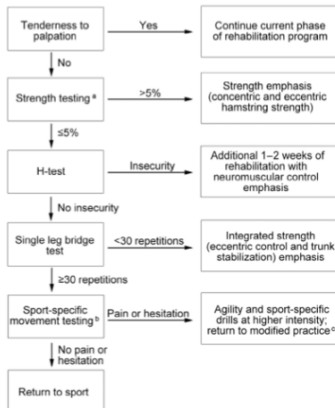 Tenderness to
palpation
Yes
Continue current phase
of rehabilitation program
No
Strength testing a
>5%
Strength emphasis
(concentric and eccentric
hamstring strength)
≤5%
H-test
Insecurity
Additional 1–2 weeks of
rehabilitation with
neuromuscular control
emphasis
No insecurity
Single leg bridge
test
<30 repetitions
Integrated strength
(eccentric control and trunk
stabilization) emphasis
≥30 repetitions
Sport-specific
movement testing b
Pain or hesitation
Agility and sport-specific
drills at higher intensity;
return to modified practice c
No pain or
hesitation
Return to sport